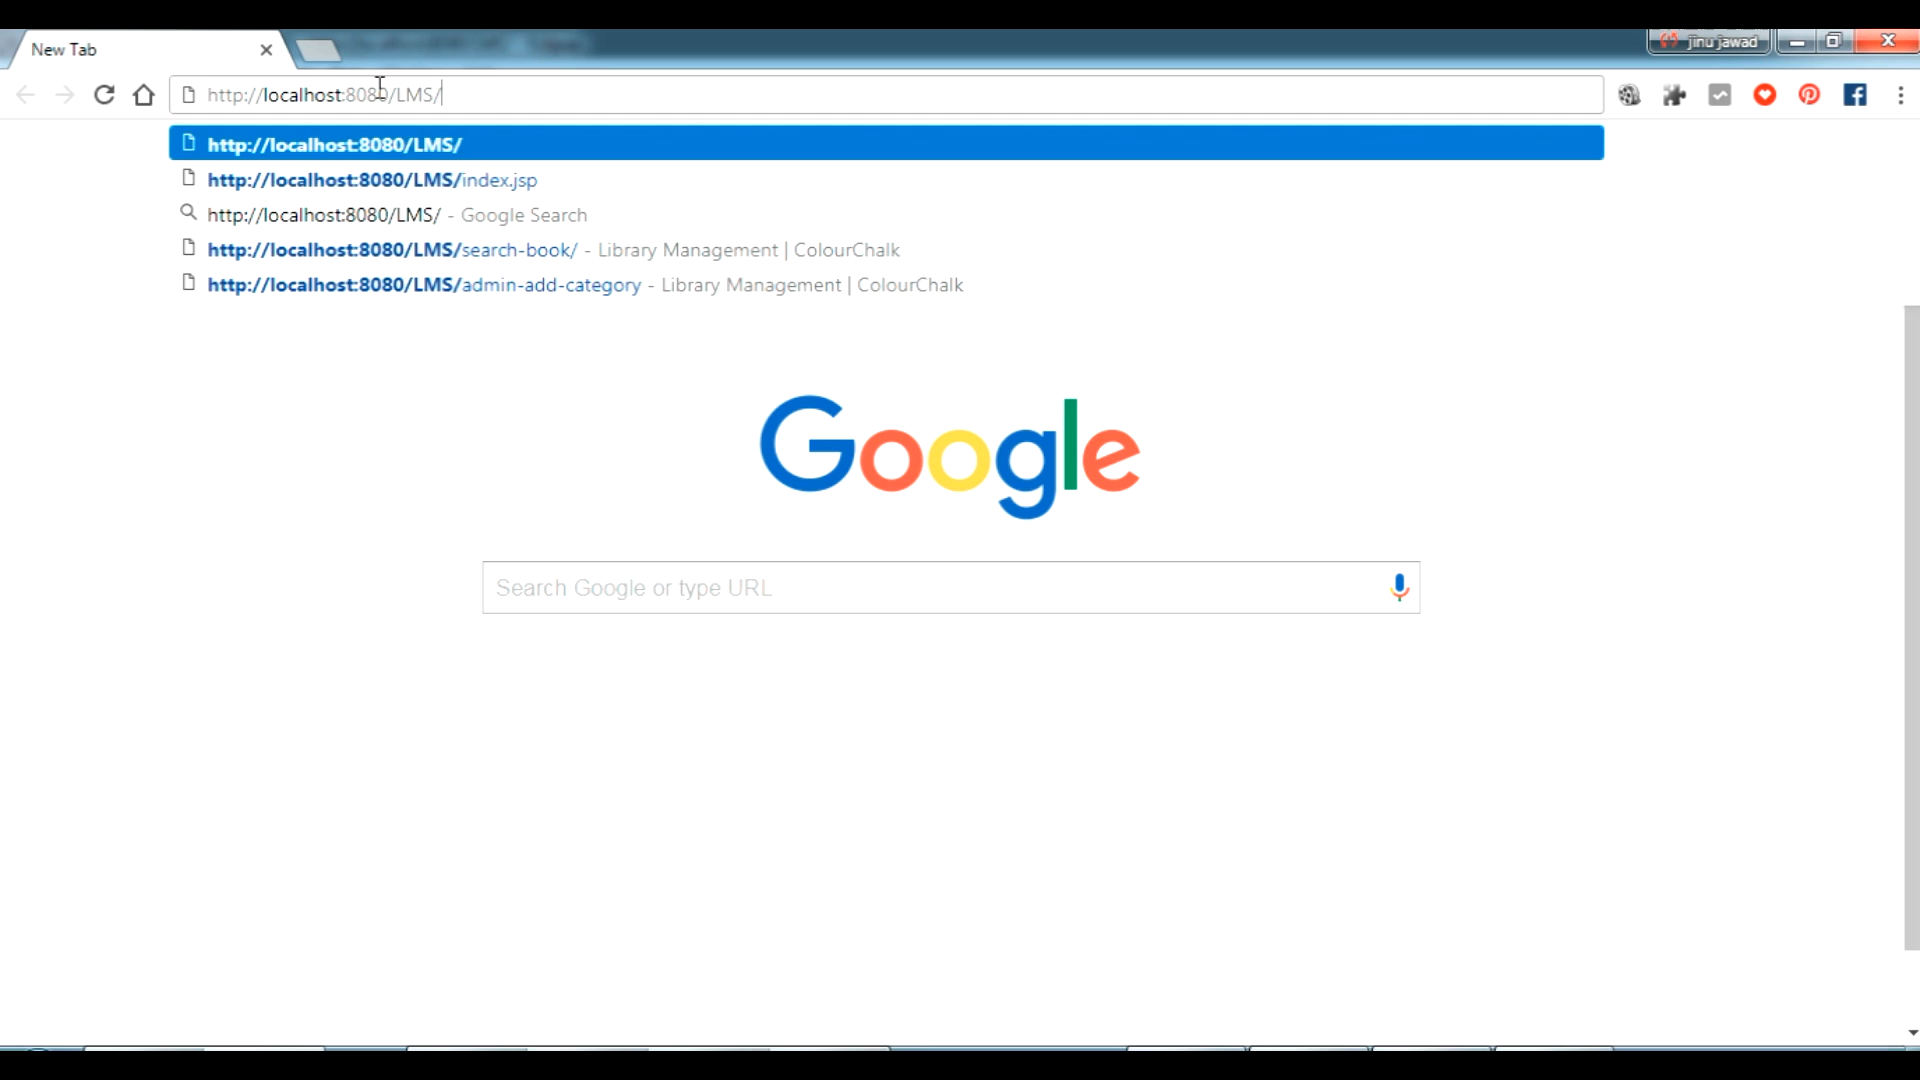 New Tab
jinu jawad
http://localhost:8080/LMS/
http://localhost:8080/LMS/
http://localhost:8080/LMS/index.jsp
http://localhost:8080/LMS/ - Google Search
http://localhost:8080/LMS/search-book/ - Library Management | ColourChalk
http://localhost:8080/LMS/admin-add-category - Library Management | ColourChalk
Google
Search Google or type URL